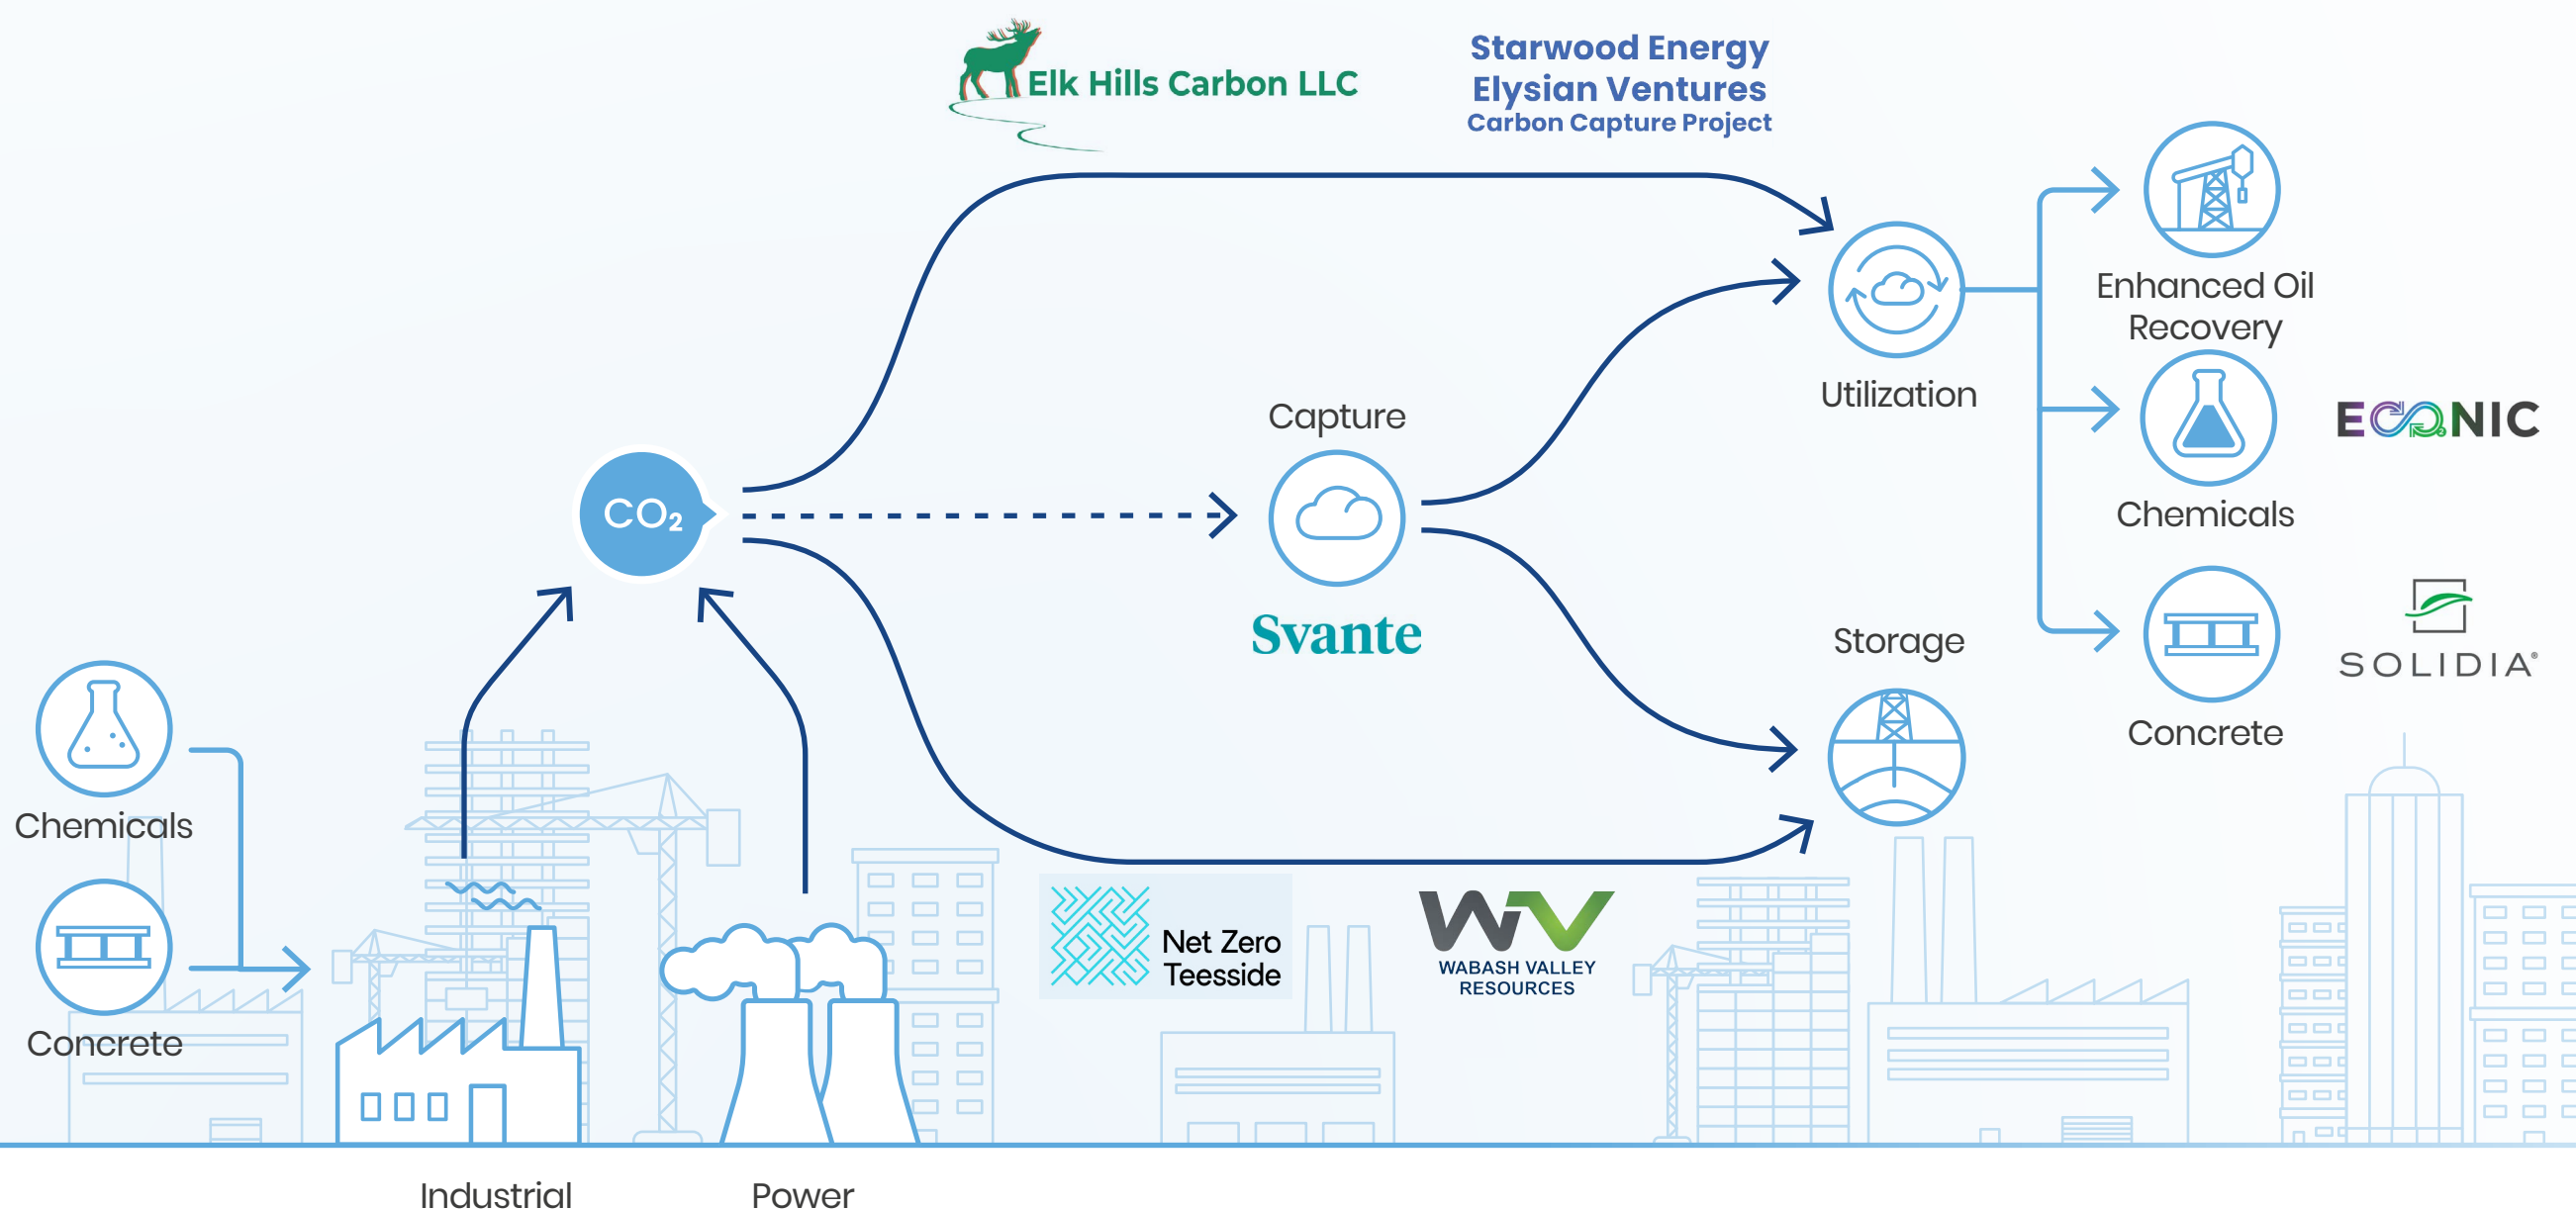 Elk Hills Carbon LLC
Starwood Energy
Elysian Ventures
Carbon Capture Project
Enhanced Oil
Recovery
Utilization
Capture
ECONIC
Chemicals
CO₂
Svante
Storage
SOLIDIA®
Concrete
Chemicals
Net Zero
Teesside
WV
WABASH VALLEY
RESOURCES
Concrete
Industrial
Power